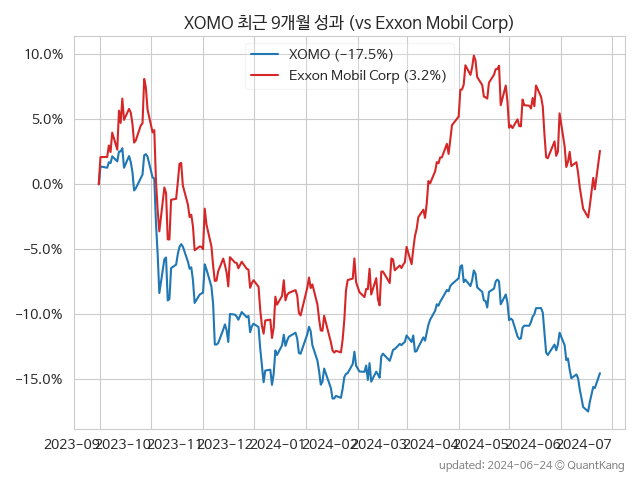 XOMO 최근 9개월 성과 (vs Exxon Mobil Corp)
XOMO (−17.5%)
Exxon Mobil Corp (3.2%)
10.0%
5.0%
0.0%
−5.0%
−10.0%
−15.0%
2023-09 2023-10 2023-11 2023-12 2024-01 2024-02 2024-03 2024-04 2024-05 2024-06 2024-07
updated: 2024-06-24 © QuantKang